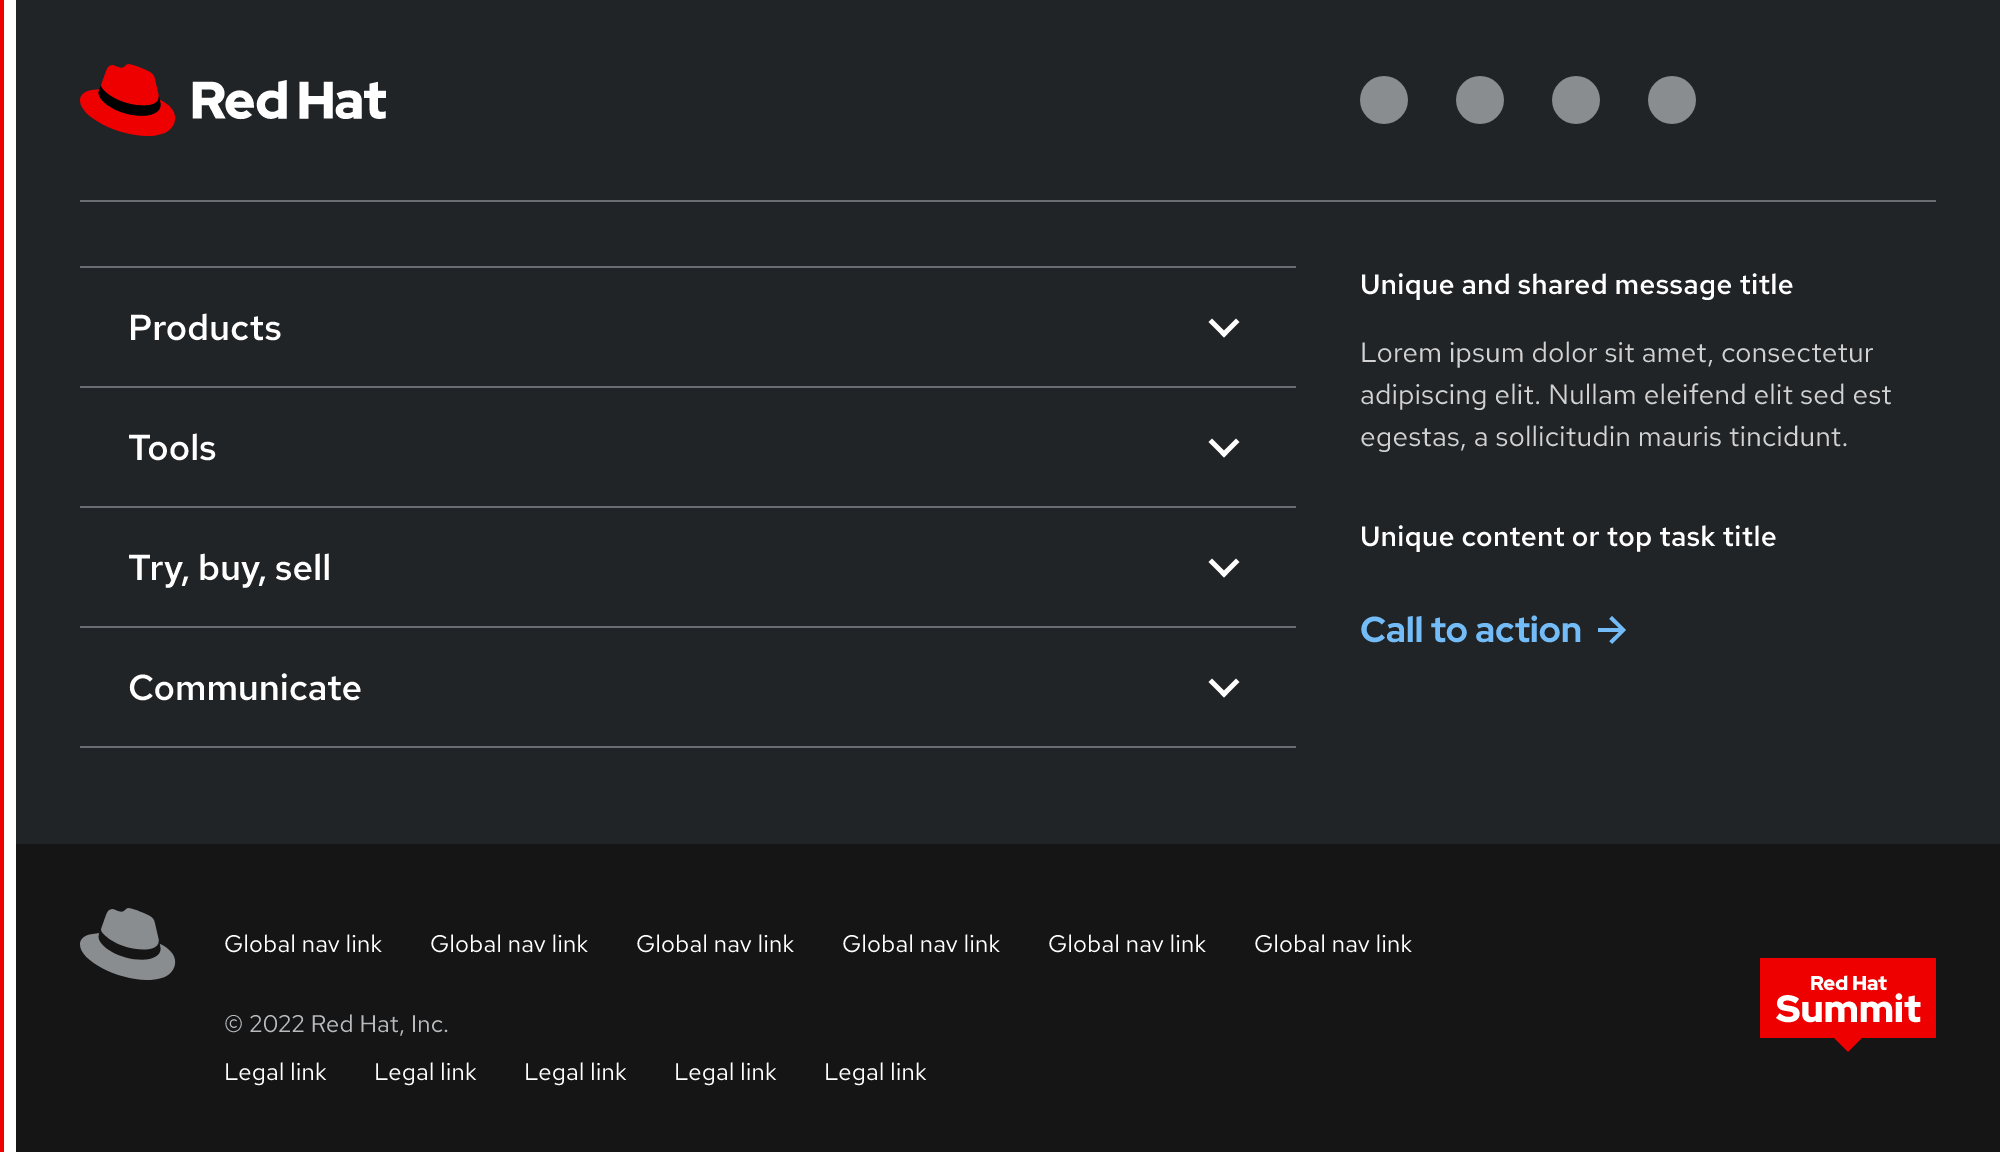 Red Hat
Products
Tools
Try, buy, sell
Communicate
Unique and shared message title
Lorem ipsum dolor sit amet, consectetur
adipiscing elit. Nullam eleifend elit sed est
egestas, a sollicitudin mauris tincidunt.
Unique content or top task title
Call to action
Global nav link Global nav link Global nav link Global nav link Global nav link Global nav link
© 2022 Red Hat, Inc.
Legal link Legal link Legal link Legal link Legal link
Red Hat
Summit